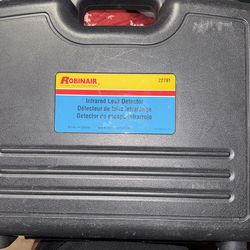 ROBINAIR
22791
Infrared Leak Detector
Détecteur de fuite infrarouge
Detector de escape infrarrojo